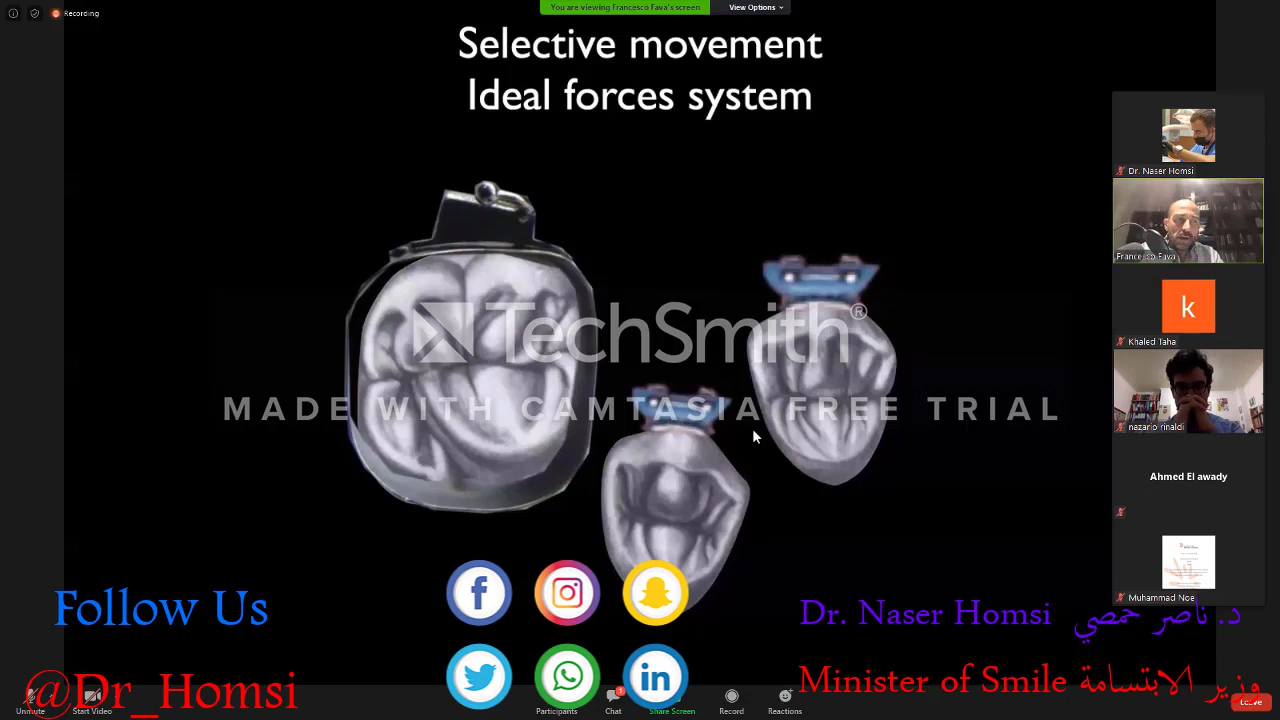 Recording
You are viewing Francesco Fava's screen
View Options
Selective movement
Ideal forces system
Dr. Naser Homsi
Francesco Fava
k
Khaled Taha
TechSmith®
MADE WITH CAMTASIA FREE TRIAL
nazario rinaldi
Ahmed El awady
Muhammad Noe
Follow Us
Dr. Naser Homsi د. ناصر حمصي
@Dr_Homsi
Minister of Smile وزير الابتسامة
Unmute
Start Video
Participants
Chat
1
Share Screen
Record
Reactions
Leave